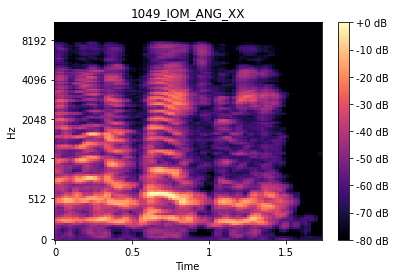 1049_IOM_ANG_XX
8192
4096
2048
1024
512
0
Hz
0
0.5
1
1.5
Time
+0 dB
-10 dB
-20 dB
-30 dB
-40 dB
-50 dB
-60 dB
-70 dB
-80 dB